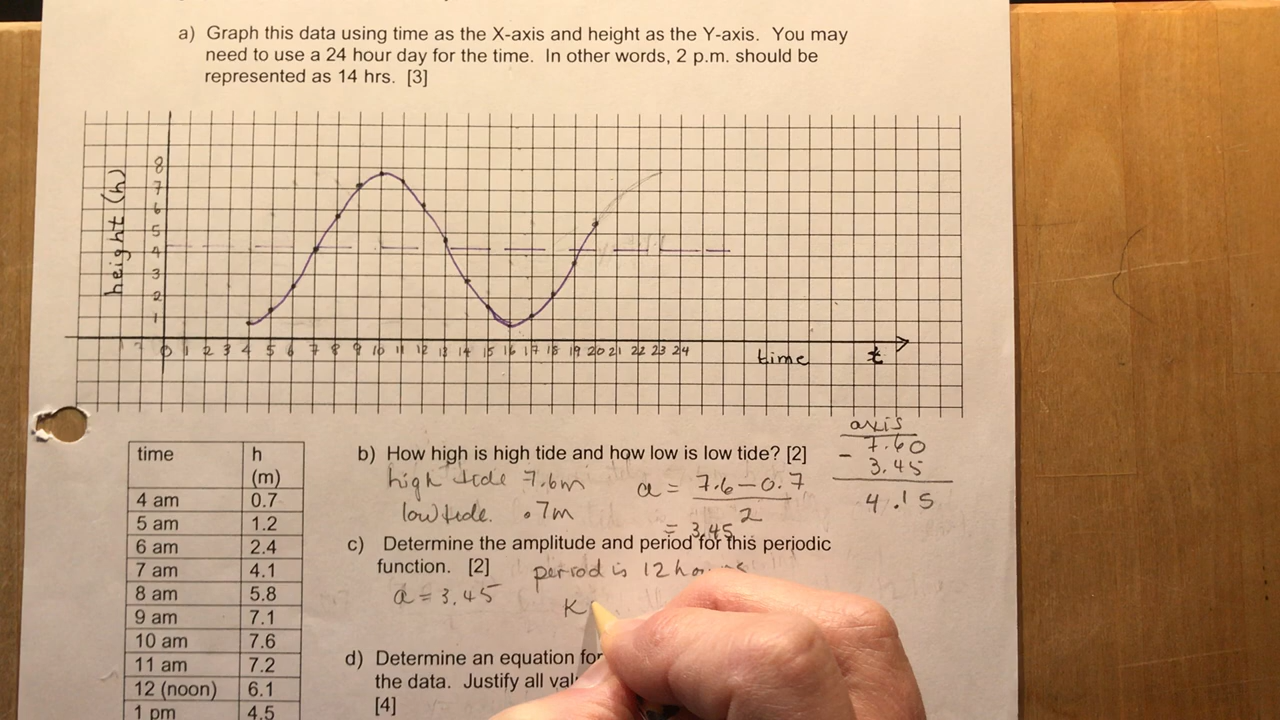 a) Graph this data using time as the X-axis and height as the Y-axis. You may
need to use a 24 hour day for the time. In other words, 2 p.m. should be
represented as 14 hrs. [3]
height (h)
8
7
6
5
4
3
2
1
0 1 2 3 4 5 6 7 8 9 10 11 12 13 14 15 16 17 18 19 20 21 22 23 24
time t
time h (m)
4 am 0.7
5 am 1.2
6 am 2.4
7 am 4.1
8 am 5.8
9 am 7.1
10 am 7.6
11 am 7.2
12 (noon) 6.1
1 pm 4.5
b) How high is high tide and how low is low tide? [2]
high tide 7.6m
low tide. .7m
a = 7.6 - 0.7
2
= 3.45
axis
7.60
- 3.45
4.15
c) Determine the amplitude and period for this periodic
function. [2]
period is 12
a = 3.45
K
d) Determine an equation for
the data. Justify all
[4]